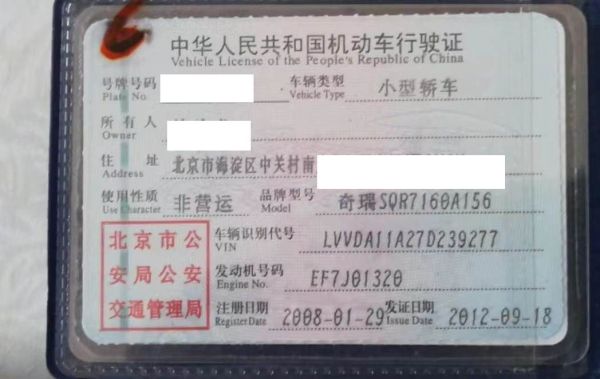 6
中华人民共和国机动车行驶证
Vehicle License of the People's Republic of China
号牌号码 Plate No. 车辆类型 Vehicle Type 小型轿车
所有人 Owner
住址 Address 北京市海淀区中关村南
使用性质 Use Character 非营运 品牌型号 Model 奇瑞SQR7160A156
北京市公
安局公安
交通管理局
车辆识别代号 VIN LVVDA11A27D239277
发动机号码 Engine No. EF7J01320
注册日期 Register Date 2008-01-29 发证日期 Issue Date 2012-09-18